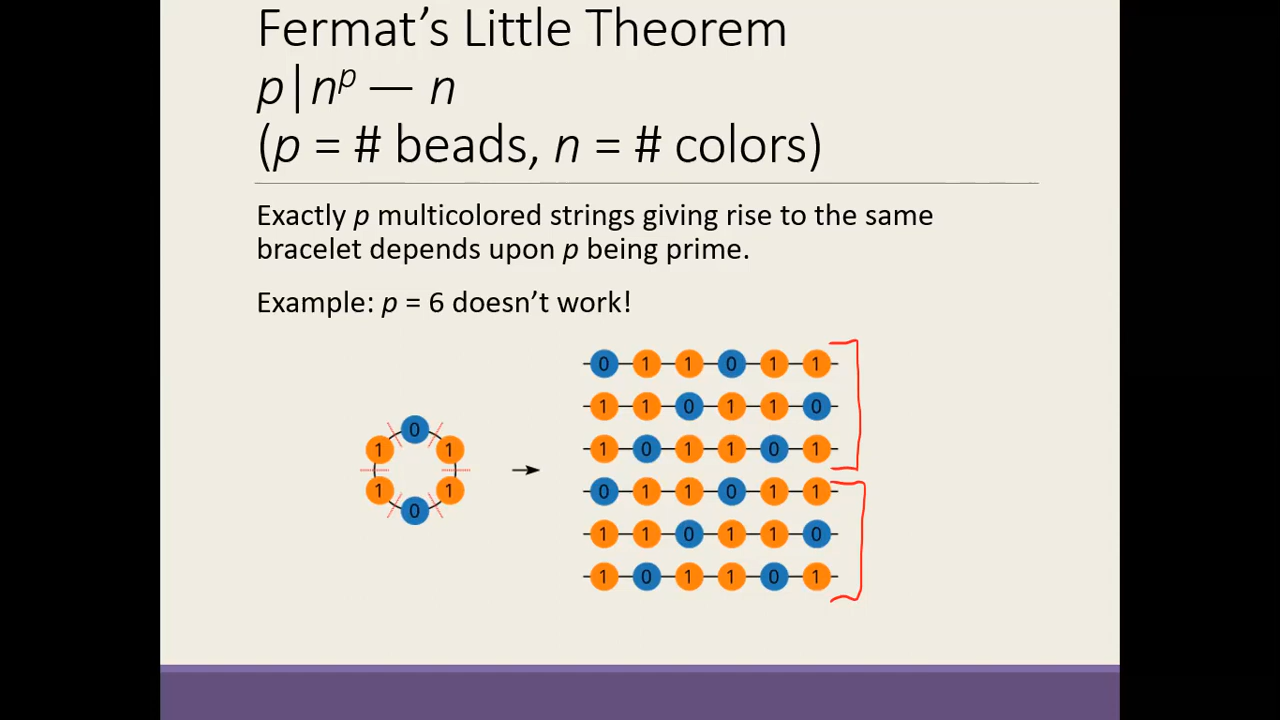 Fermat's Little Theorem
p|nᵖ — n
(p = # beads, n = # colors)
Exactly p multicolored strings giving rise to the same
bracelet depends upon p being prime.
Example: p = 6 doesn't work!
0 1 1 0 1 1
1 1 0 1 1 0
0
1 1
1 0 1 1 0 1
1 1
0 1 1 0 1 1
0
1 1 0 1 1 0
1 0 1 1 0 1